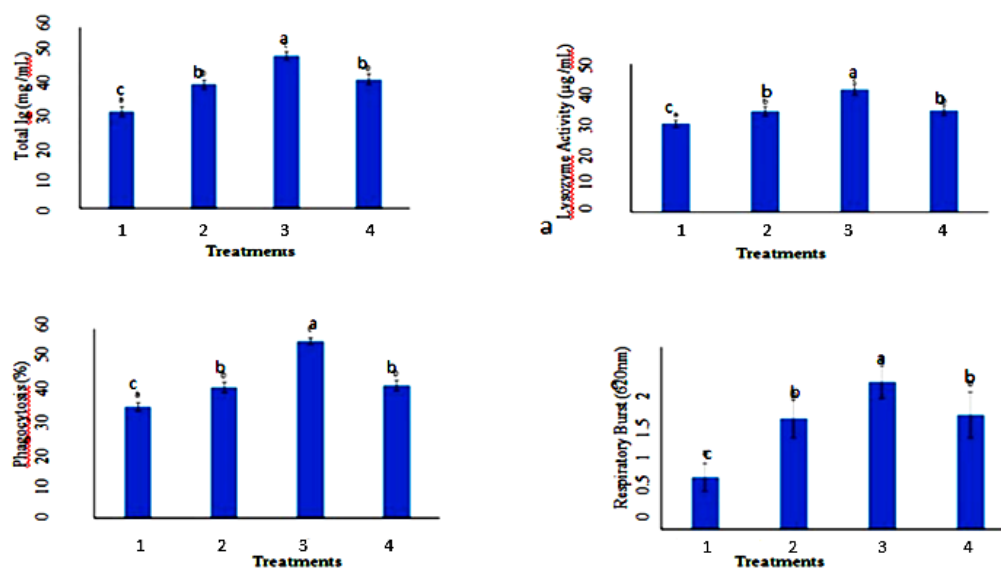 Total Ig (mg/mL)
60
50
40
30
20
10
0
c
b
a
b
1 2 3 4
Treatments
Lysozyme Activity (µg/mL)
50
40
30
20
10
0
c
b
a
b
a
1 2 3 4
Treatments
Phagocytosis (%)
60
50
40
30
20
10
0
c
b
a
b
1 2 3 4
Treatments
Respiratory Burst (620nm)
2
1.5
1
0.5
0
c
b
a
b
1 2 3 4
Treatments